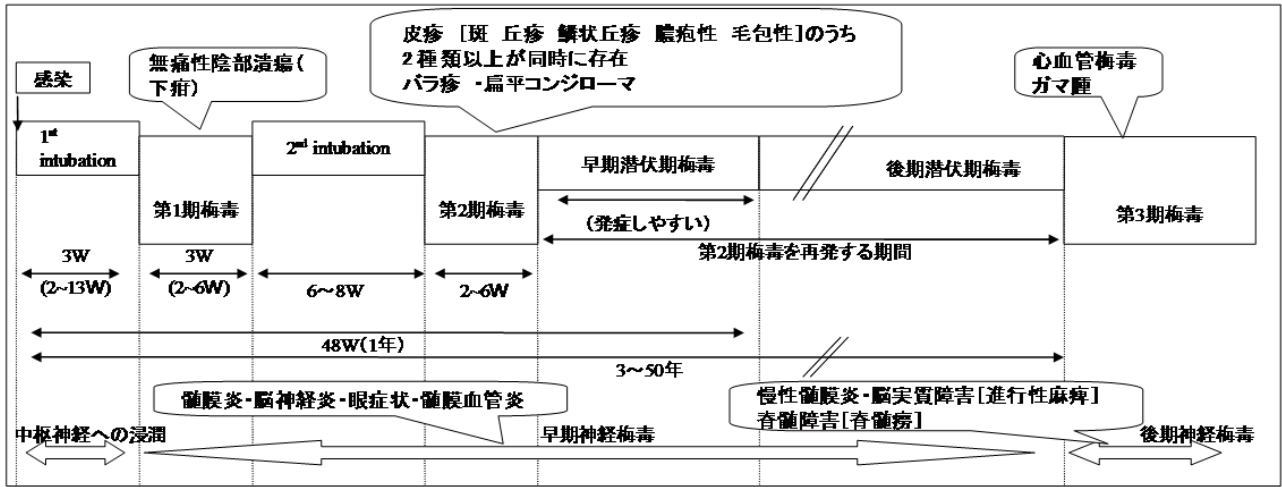 感染
無痛性陰部潰瘍(
下疳)
皮疹 [斑 丘疹 鱗状丘疹 膿疱性 毛包性]のうち
2種類以上が同時に存在
バラ疹 ・扁平コンジローマ
心血管梅毒
ガマ腫
1st
intubation
第1期梅毒
2nd intubation
第2期梅毒
早期潜伏期梅毒
後期潜伏期梅毒
第3期梅毒
(発症しやすい)
第2期梅毒を再発する期間
3W
(2~13W)
3W
(2~6W)
6～8W
2~6W
48W(1年)
3～50年
髄膜炎・脳神経炎・眼症状・髄膜血管炎
慢性髄膜炎・脳実質障害[進行性麻痺]
脊髄障害[脊髄癆]
中枢神経への浸潤
早期神経梅毒
後期神経梅毒